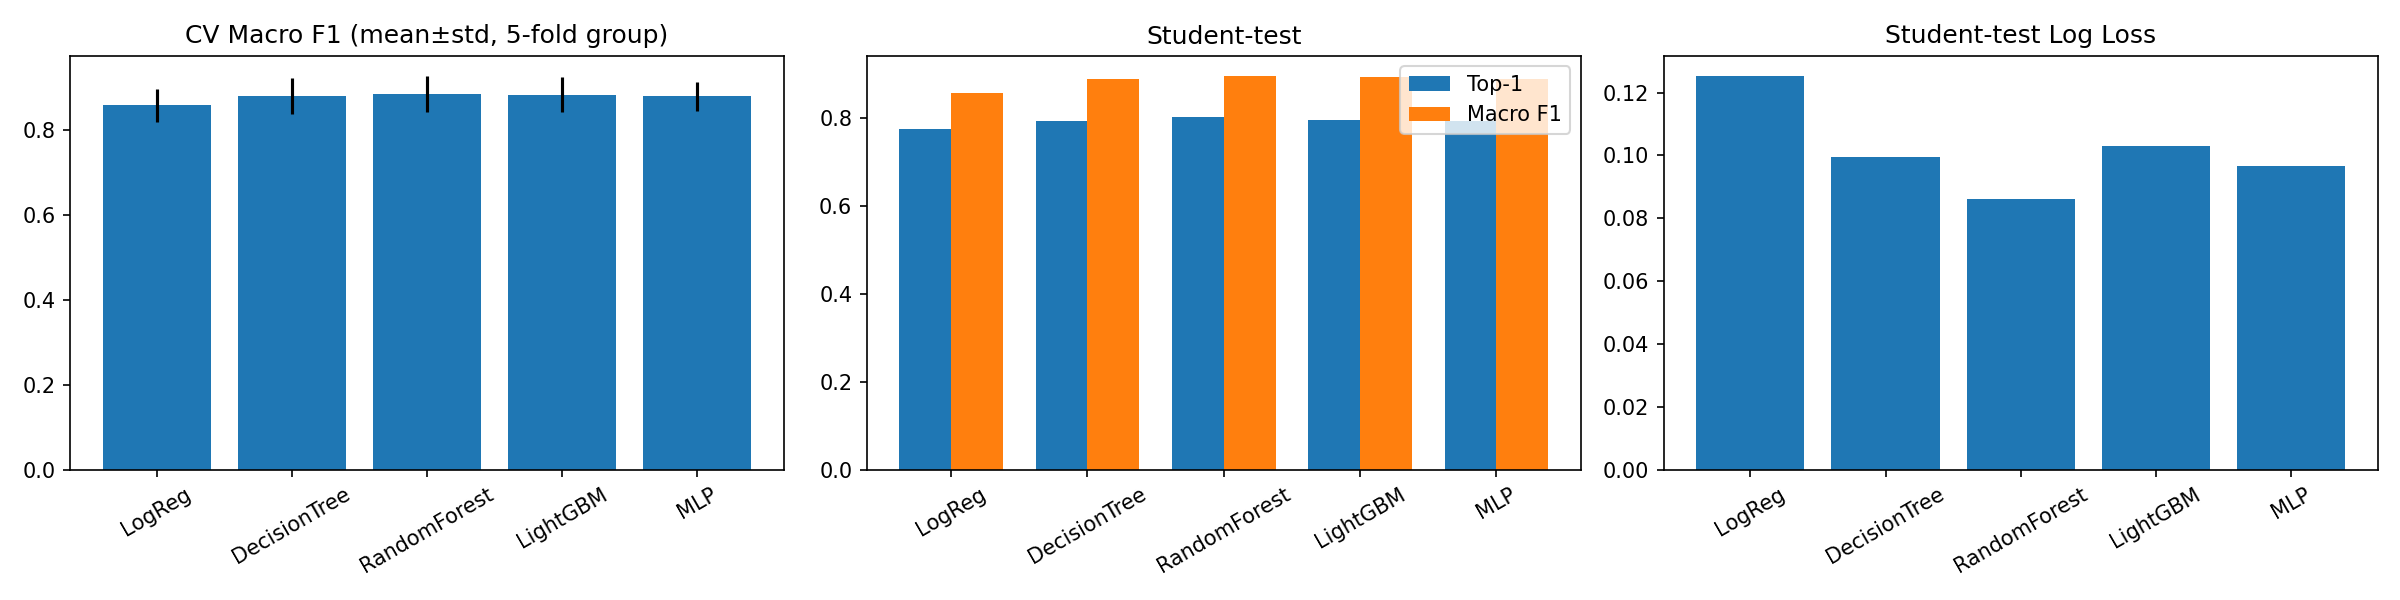 CV Macro F1 (mean±std, 5-fold group)
0.8
0.6
0.4
0.2
0.0
LogReg
DecisionTree
RandomForest
LightGBM
MLP
Student-test
Top-1
Macro F1
0.8
0.6
0.4
0.2
0.0
LogReg
DecisionTree
RandomForest
LightGBM
MLP
Student-test Log Loss
0.12
0.10
0.08
0.06
0.04
0.02
0.00
LogReg
DecisionTree
RandomForest
LightGBM
MLP